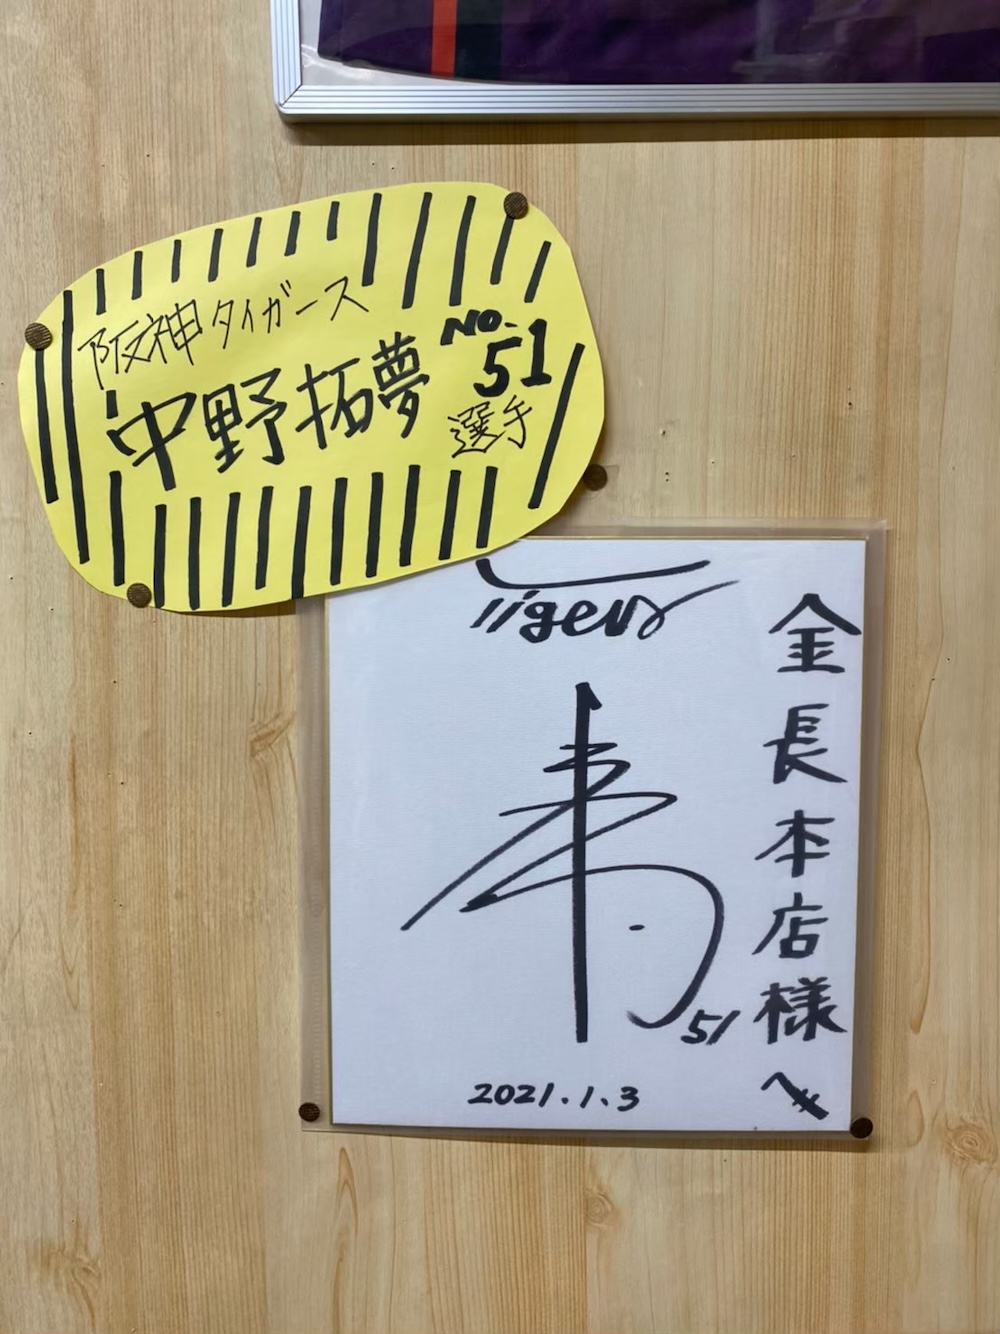 阪神タイガース
中野拓夢
No.51
選手
Tigers
金長本店様へ
51
2021.1.3